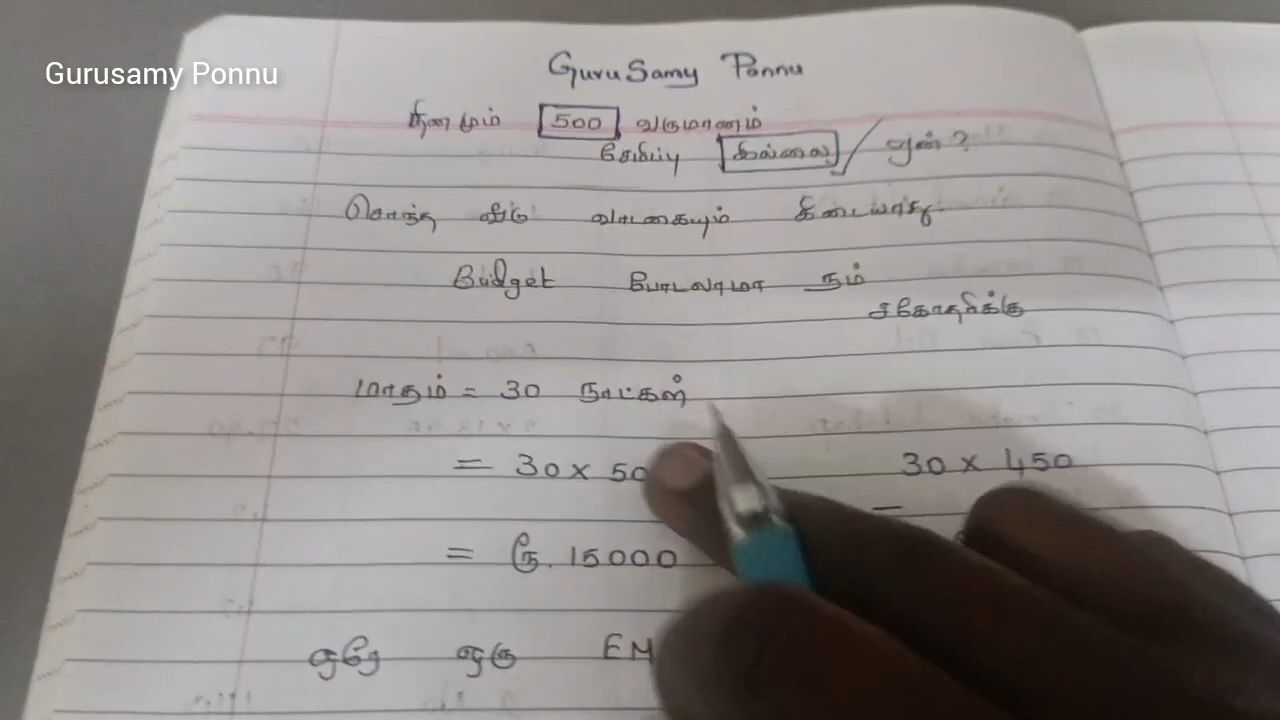 Gurusamy Ponnu
GuruSamy Ponnu
தினமும் 500 வருமானம்
சேமிப்பு இல்லை / ஏன் ?
சொந்த வீடு வாடகையும் கிடையாது.
Budget போடலாமா நம்
சகோதரிக்கு
மாதம் = 30 நாட்கள்
= 30 x 50
30 x 450
= ரூ. 15000
ஒரே ஒரு EM